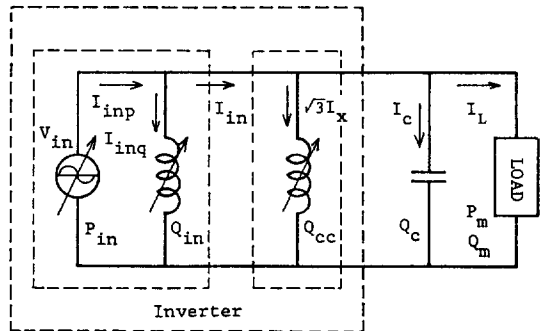 I_inp
I_in
√3I_x
I_c
I_L
V_in
I_inq
LOAD
P_in
Q_in
Q_cc
Q_c
P_m
Q_m
Inverter